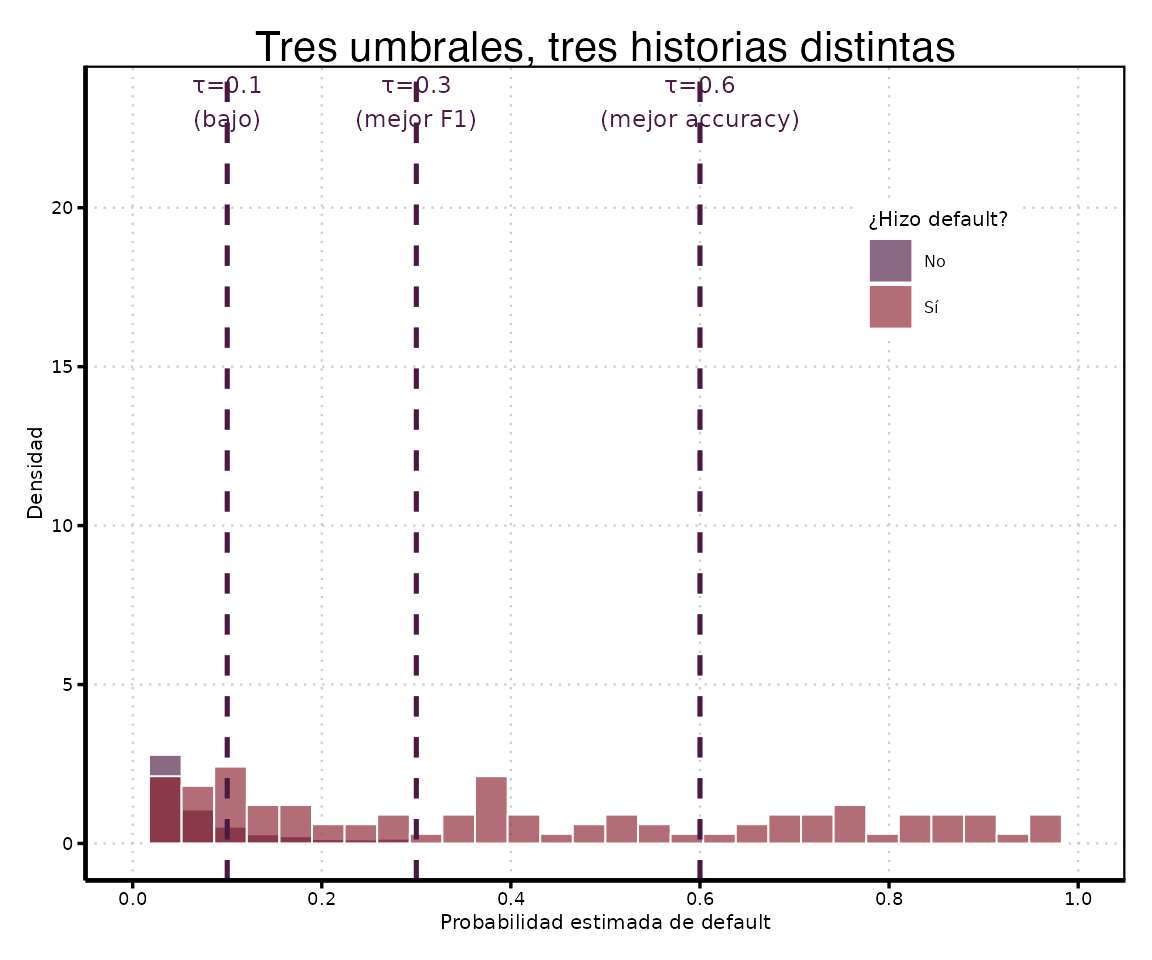 Tres umbrales, tres historias distintas
τ=0.1
(bajo)
τ=0.3
(mejor F1)
τ=0.6
(mejor accuracy)
¿Hizo default?
No
Sí
Densidad
20
15
10
5
0
0.0
0.2
0.4
0.6
0.8
1.0
Probabilidad estimada de default